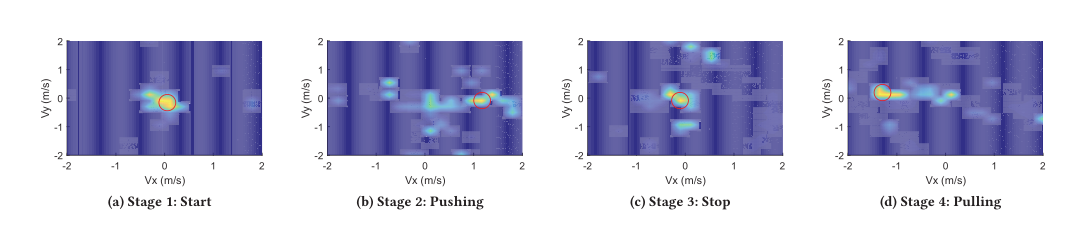 2
1
0
-1
-2
Vy (m/s)
-2 -1 0 1 2
Vx (m/s)
(a) Stage 1: Start
2
1
0
-1
-2
Vy (m/s)
-2 -1 0 1 2
Vx (m/s)
(b) Stage 2: Pushing
2
1
0
-1
-2
Vy (m/s)
-2 -1 0 1 2
Vx (m/s)
(c) Stage 3: Stop
2
1
0
-1
-2
Vy (m/s)
-2 -1 0 1 2
Vx (m/s)
(d) Stage 4: Pulling